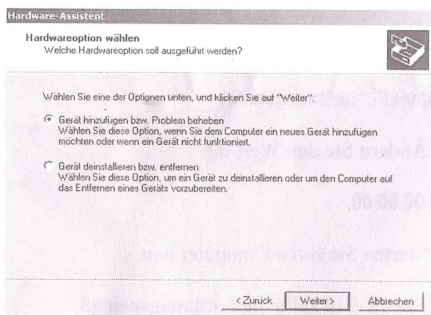 Hardware-Assistent
Hardwareoption wählen
Welche Hardwareoption soll ausgeführt werden?
Wählen Sie eine der Optionen unten, und klicken Sie auf "Weiter".
Gerät hinzufügen bzw. Problem beheben
Wählen Sie diese Option, wenn Sie dem Computer ein neues Gerät hinzufügen
möchten oder wenn ein Gerät nicht funktioniert.
Gerät deinstallieren bzw. entfernen
Wählen Sie diese Option, um ein Gerät zu deinstallieren oder um den Computer auf
das Entfernen eines Geräts vorzubereiten.
< Zurück Weiter > Abbrechen